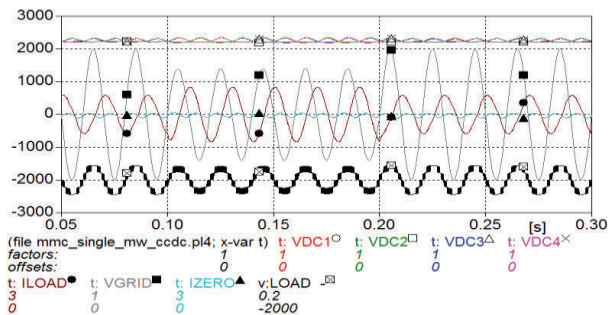 3000
2000
1000
0
-1000
-2000
-3000
0.05 0.10 0.15 0.20 0.25 [s] 0.30
(file mmc_single_mw_ccdc.pl4; x-var t) t: VDC1 t: VDC2 t: VDC3 t: VDC4
factors: 1 1 1 1 1
offsets: 0 0 0 0 0
t: ILOAD t: VGRID t: IZERO v:LOAD -
3 1 3 0.2
0 0 0 -2000